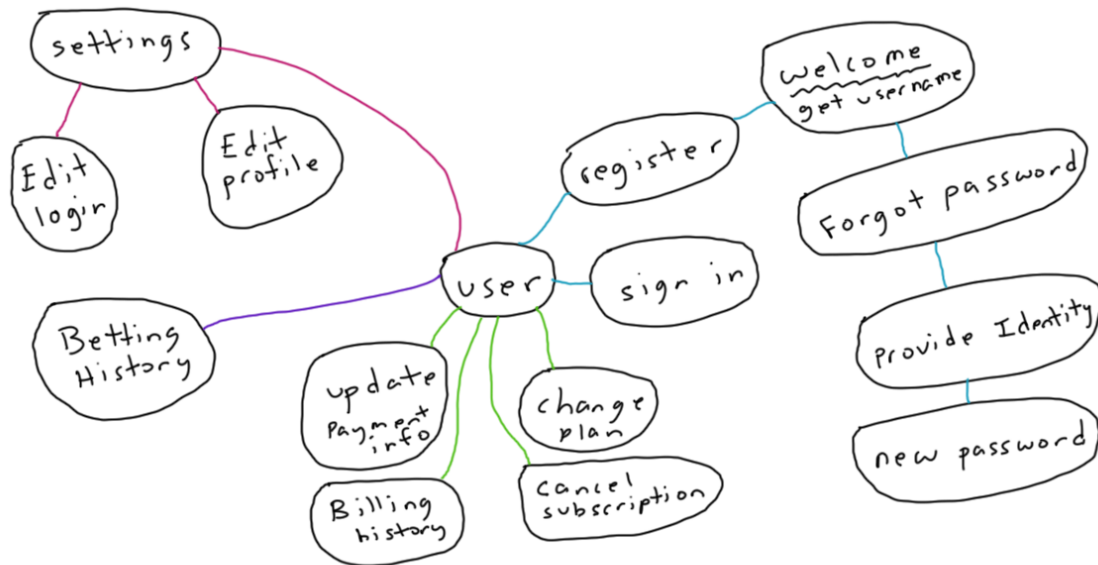 settings
Edit
login
Edit
profile
Betting
History
user
register
welcome
get username
Forgot password
provide Identity
new password
sign in
update
payment
info
change
plan
Billing
history
cancel
subscription